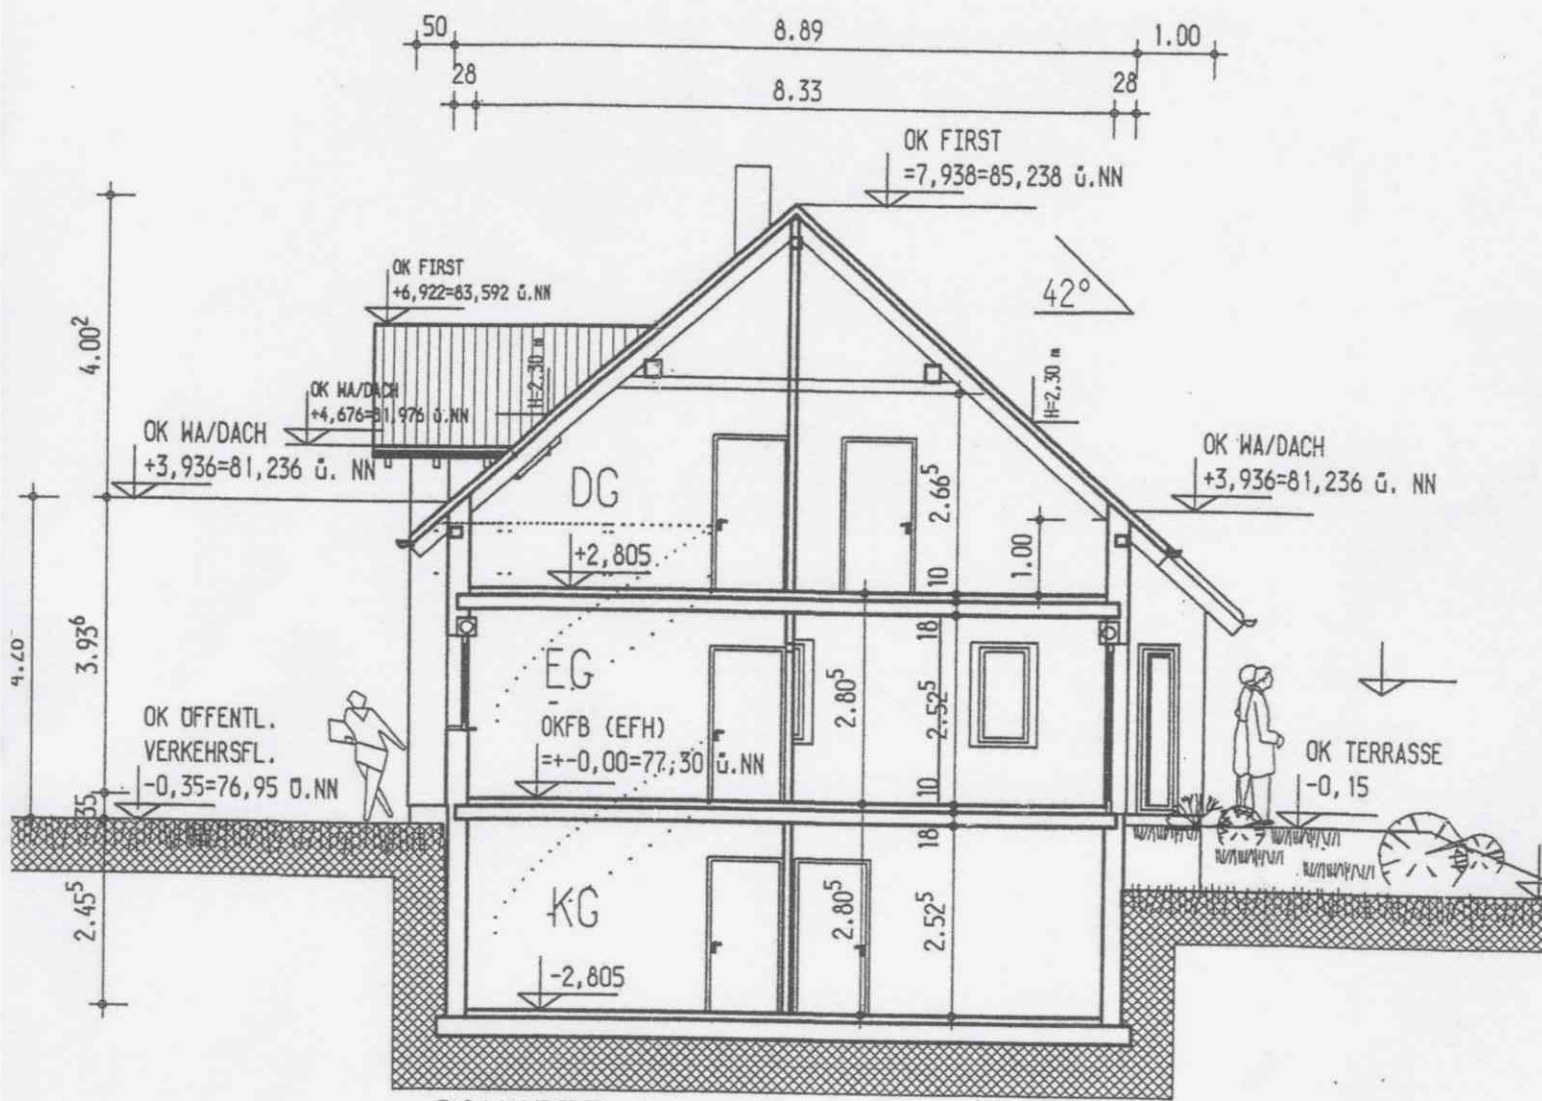 50
8.89
1.00
28
8.33
28
OK FIRST
=7,938=85,238 ü.NN
OK FIRST
+6,922=83,592 ü.NN
42°
4.00²
H=2,30 m
H=2,30 m
OK WA/DACH
+4,676=81,976 ü.NN
OK WA/DACH
+3,936=81,236 ü. NN
OK WA/DACH
+3,936=81,236 ü. NN
DG
2.66⁵
+2,805
10
1.00
3.93⁶
18
EG
2.80⁵
2.52⁵
OKFB (EFH)
=+-0,00=77,30 ü.NN
10
OK ÖFFENTL.
VERKEHRSFL.
-0,35=76,95 Ü.NN
35
OK TERRASSE
-0,15
18
2.45⁵
KG
2.80⁵
2.52⁵
-2,805